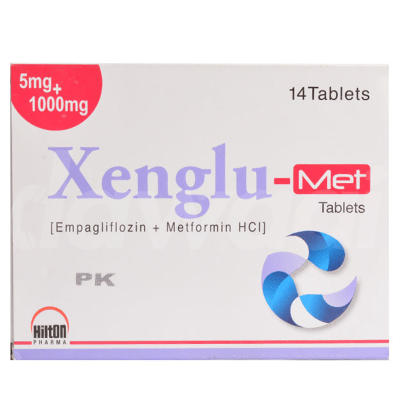 5mg+
1000mg
14Tablets
Xenglu-Met
Tablets
[Empagliflozin + Metformin HCl]
PK
Hilton
PHARMA